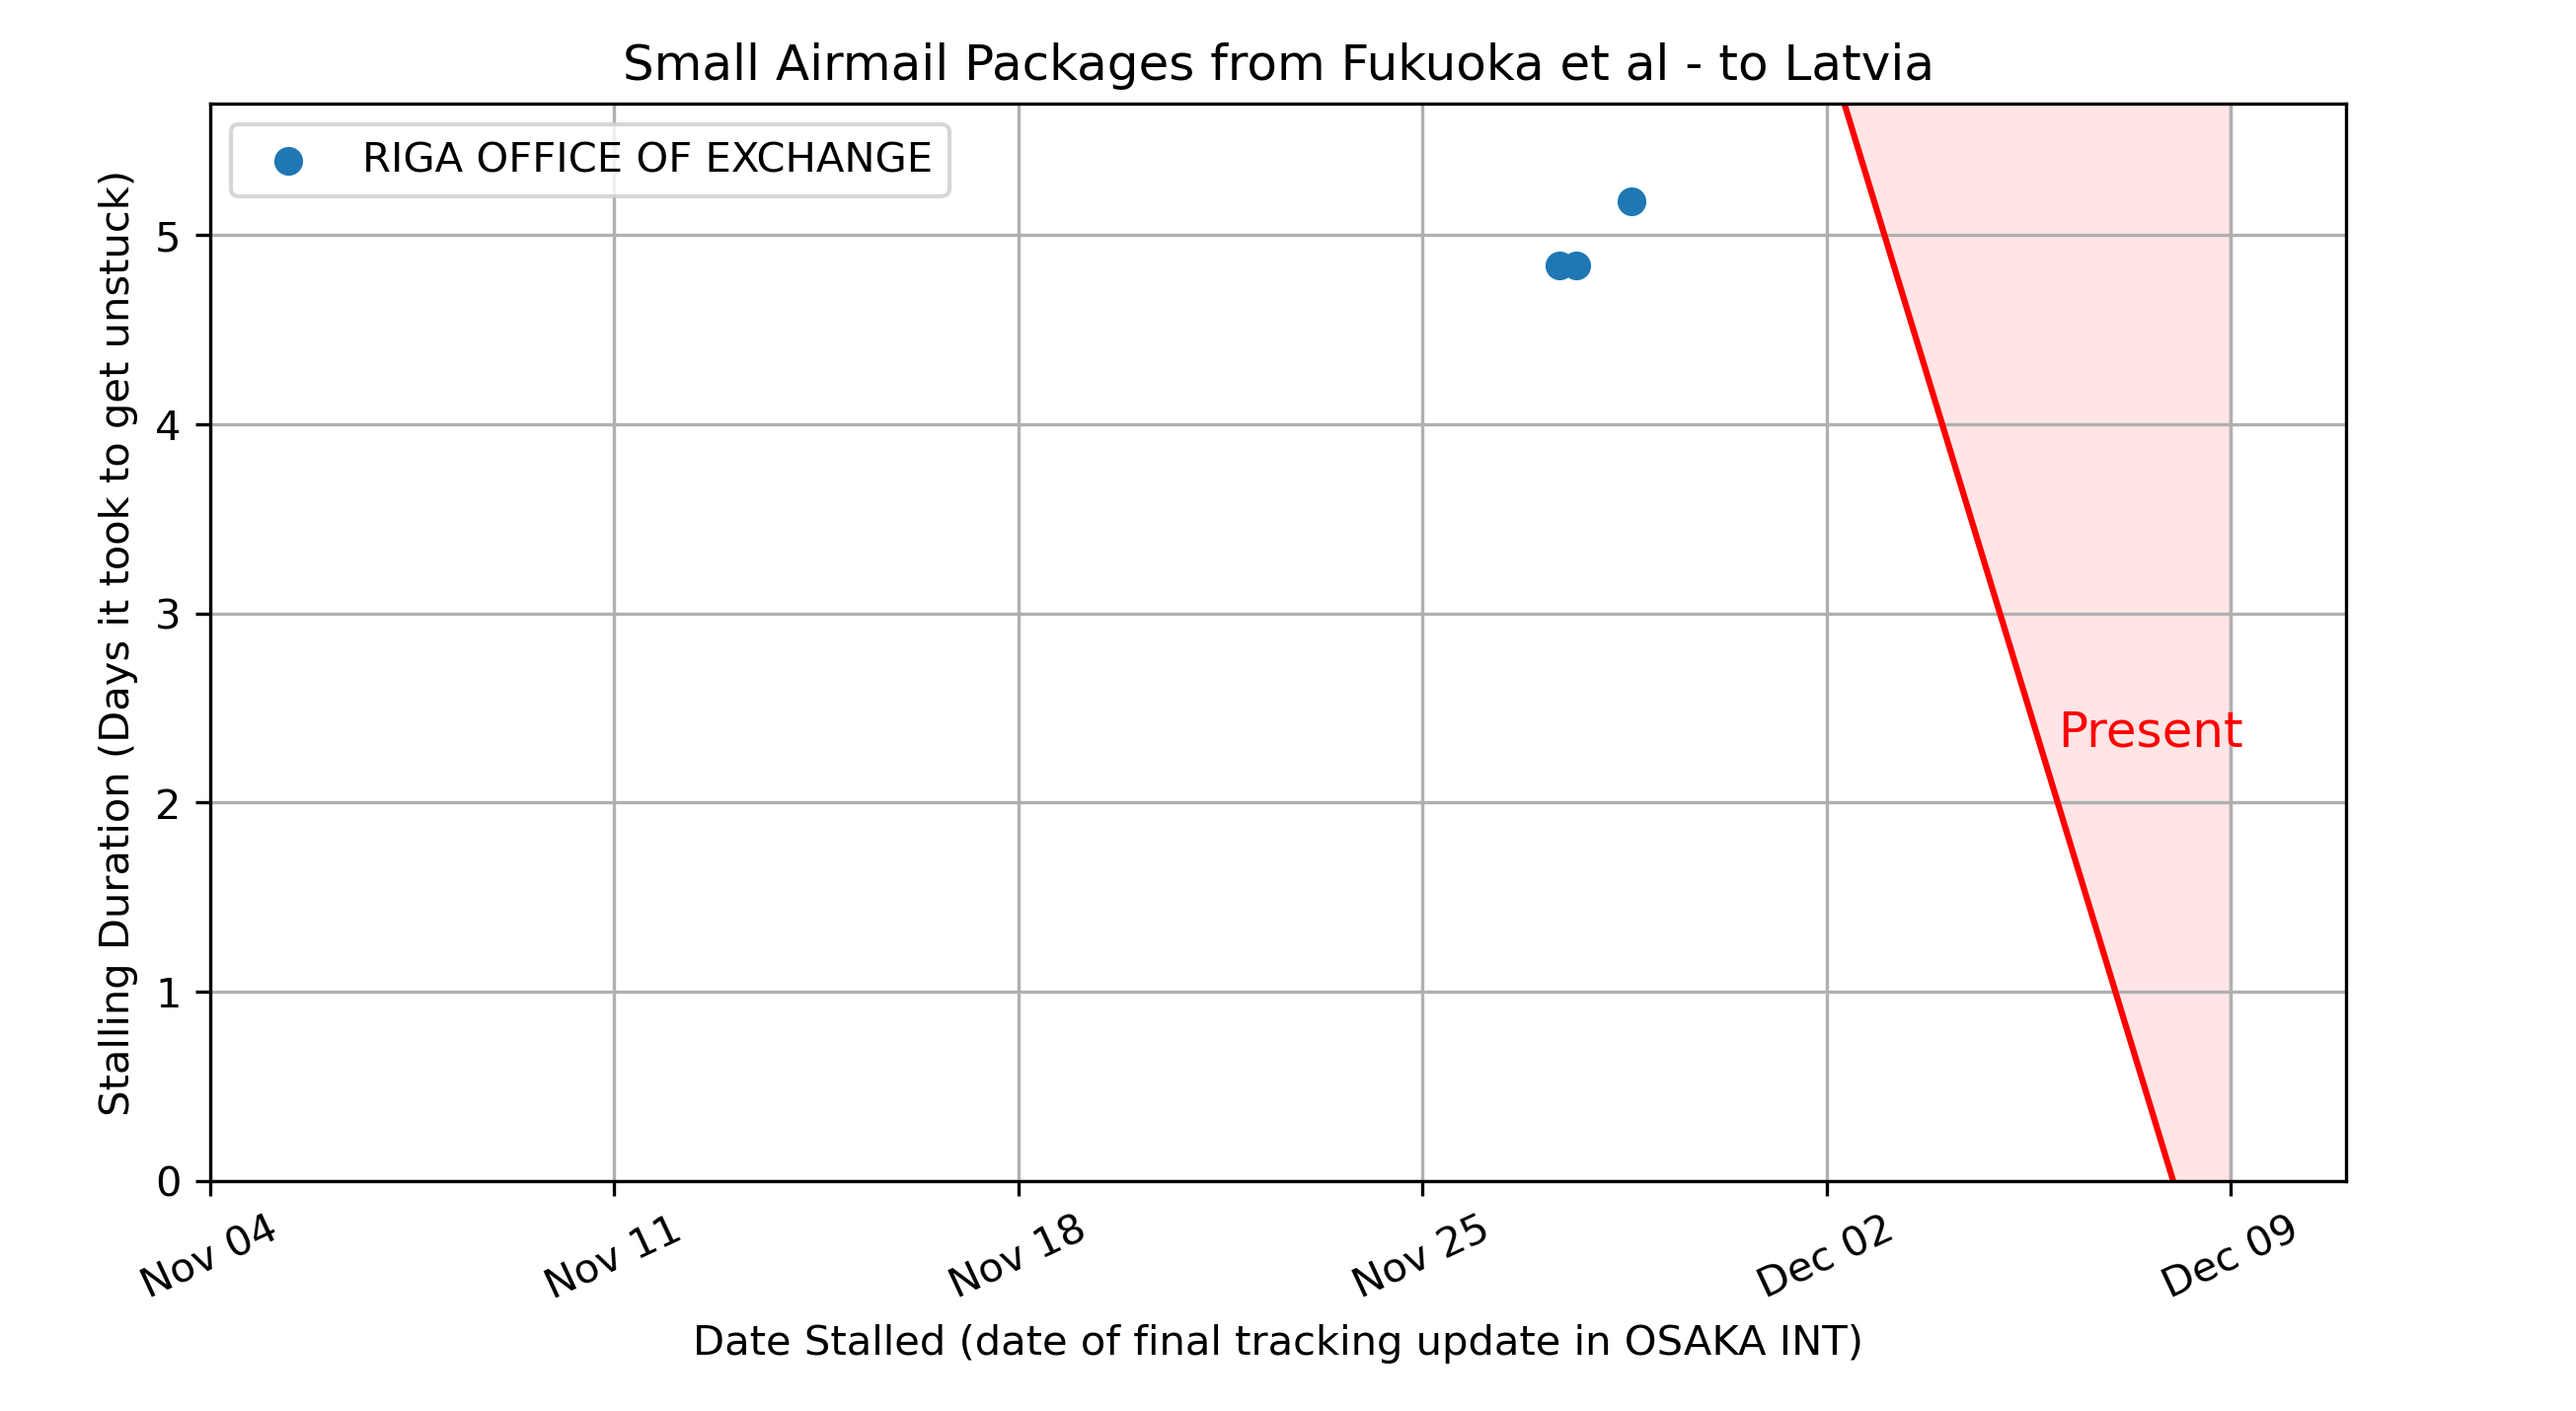 Small Airmail Packages from Fukuoka et al - to Latvia
RIGA OFFICE OF EXCHANGE
Stalling Duration (Days it took to get unstuck)
5
4
3
2
1
0
Present
Nov 04
Nov 11
Nov 18
Nov 25
Dec 02
Dec 09
Date Stalled (date of final tracking update in OSAKA INT)